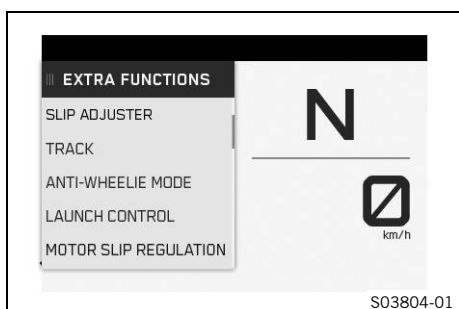 EXTRA FUNCTIONS
SLIP ADJUSTER
TRACK
ANTI-WHEELIE MODE
LAUNCH CONTROL
MOTOR SLIP REGULATION
N
0
km/h
S03804-01